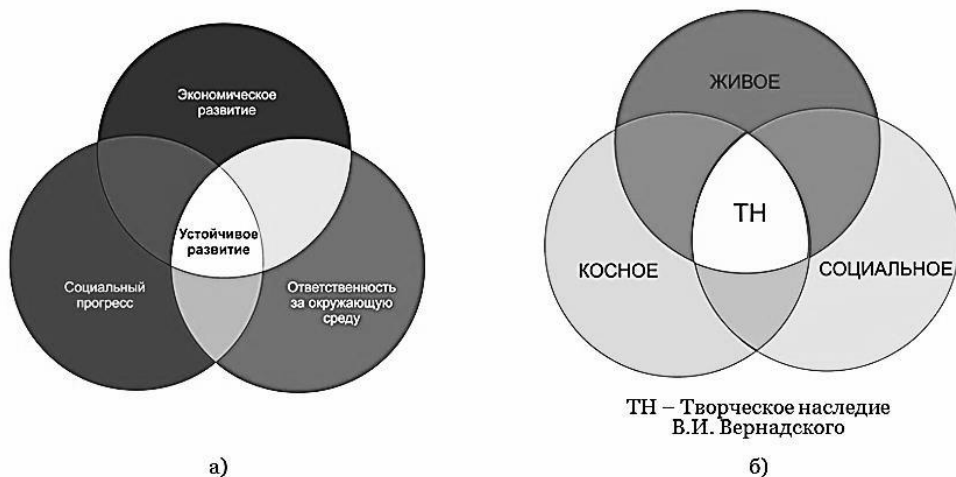 Экономическое
развитие
Устойчивое
развитие
Социальный
прогресс
Ответственность
за окружающую
среду
а)
ЖИВОЕ
ТН
КОСНОЕ
СОЦИАЛЬНОЕ
ТН – Творческое наследие
В.И. Вернадского
б)